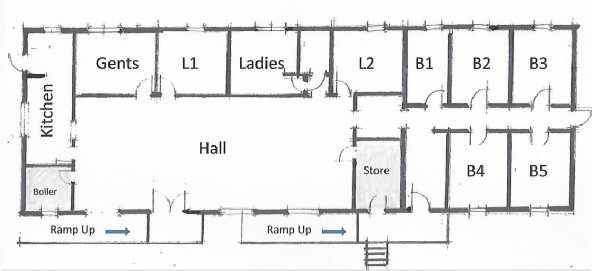 Gents
L1
Ladies
L2
B1
B2
B3
Kitchen
Hall
Boiler
Store
B4
B5
Ramp Up
Ramp Up